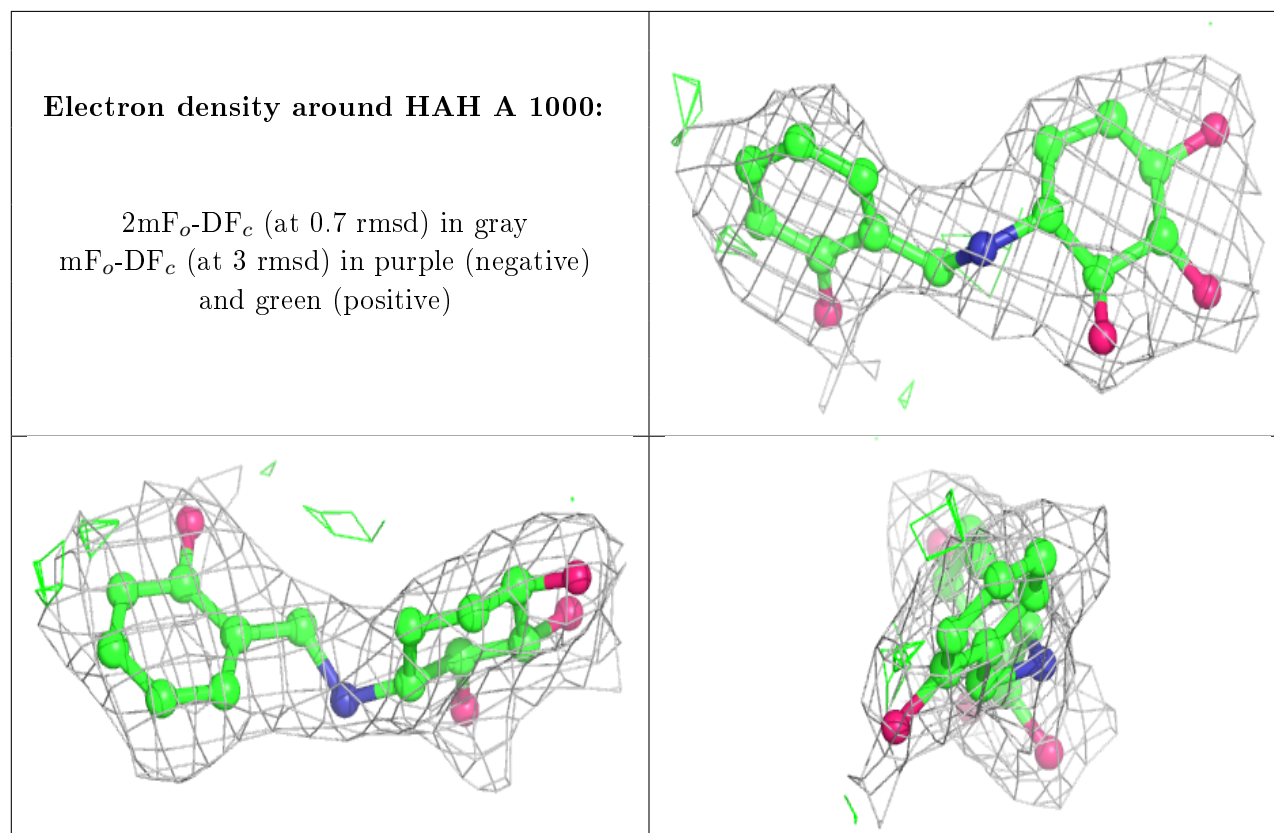 Electron density around HAH A 1000:
2mFo-DFc (at 0.7 rmsd) in gray
mFo-DFc (at 3 rmsd) in purple (negative)
and green (positive)